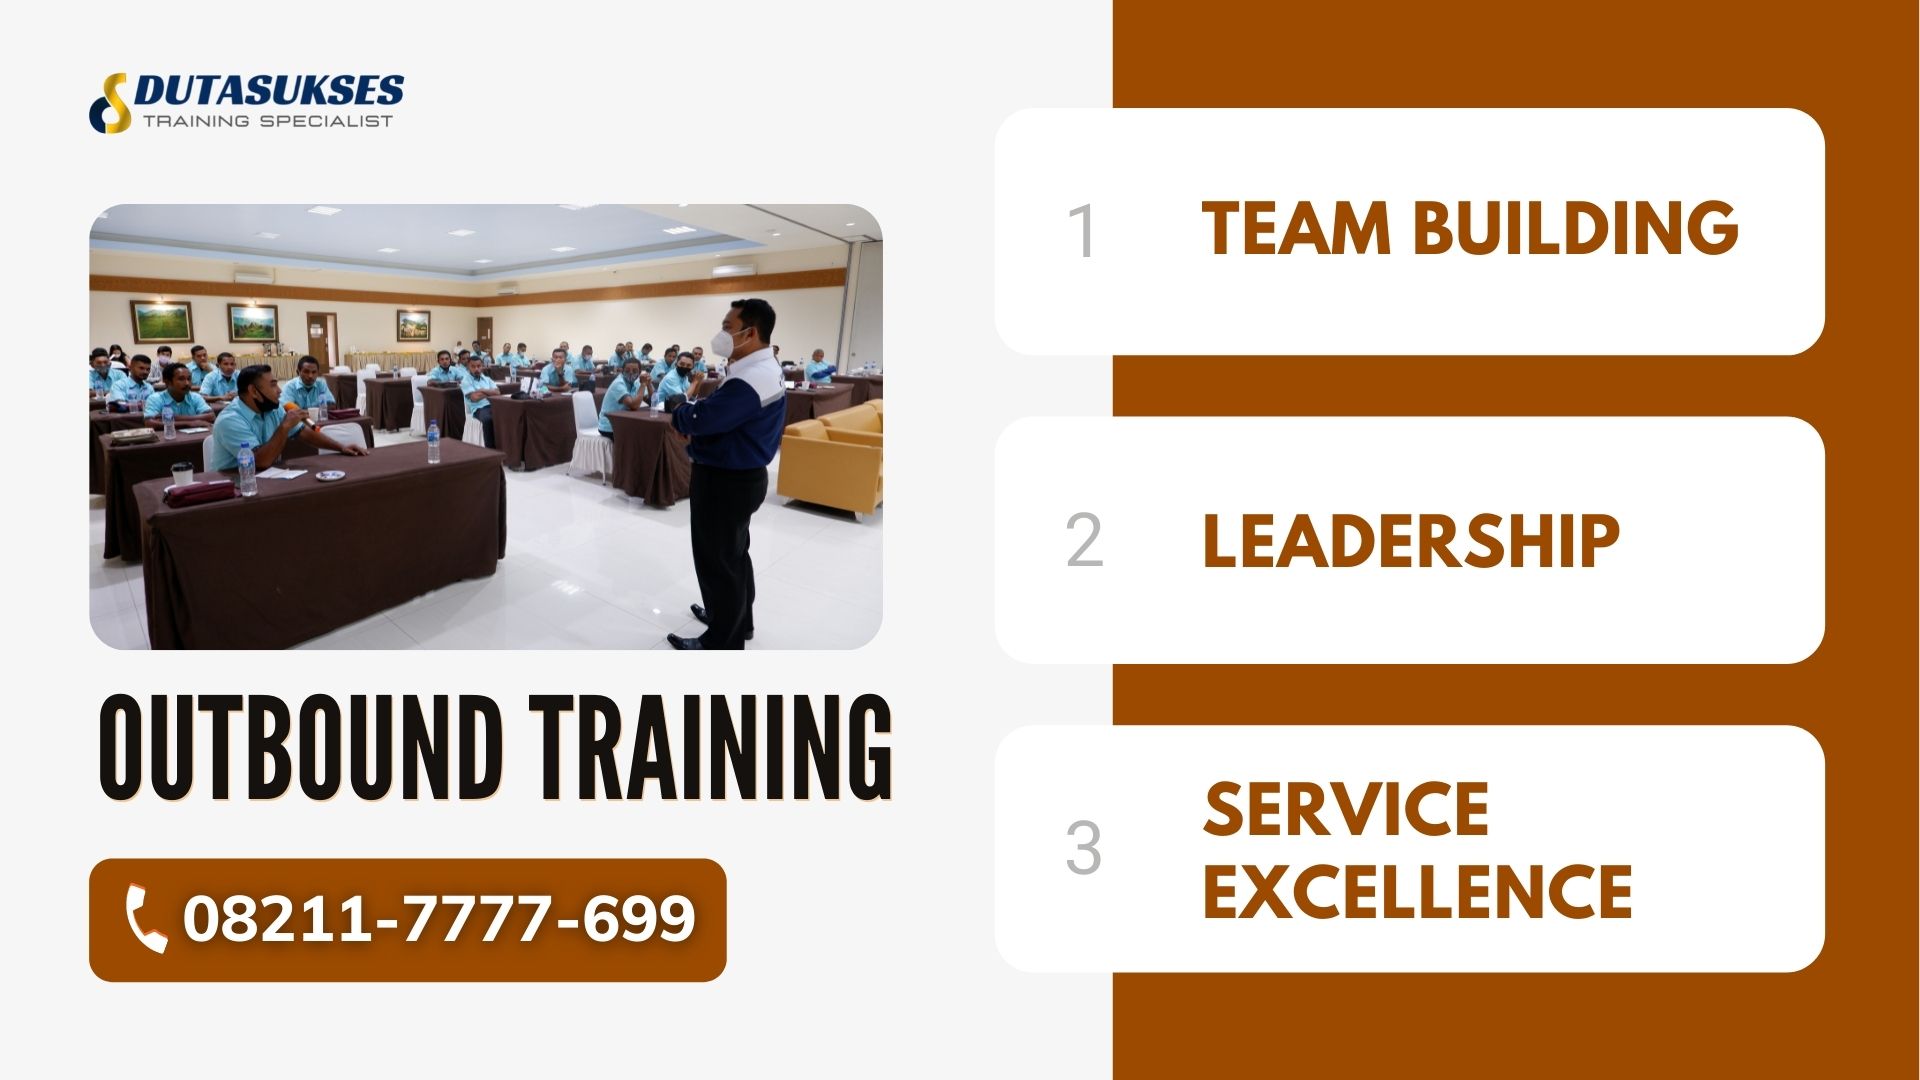 DUTASUKSES
TRAINING SPECIALIST
OUTBOUND TRAINING
08211-7777-699
1
TEAM BUILDING
2
LEADERSHIP
3
SERVICE
EXCELLENCE